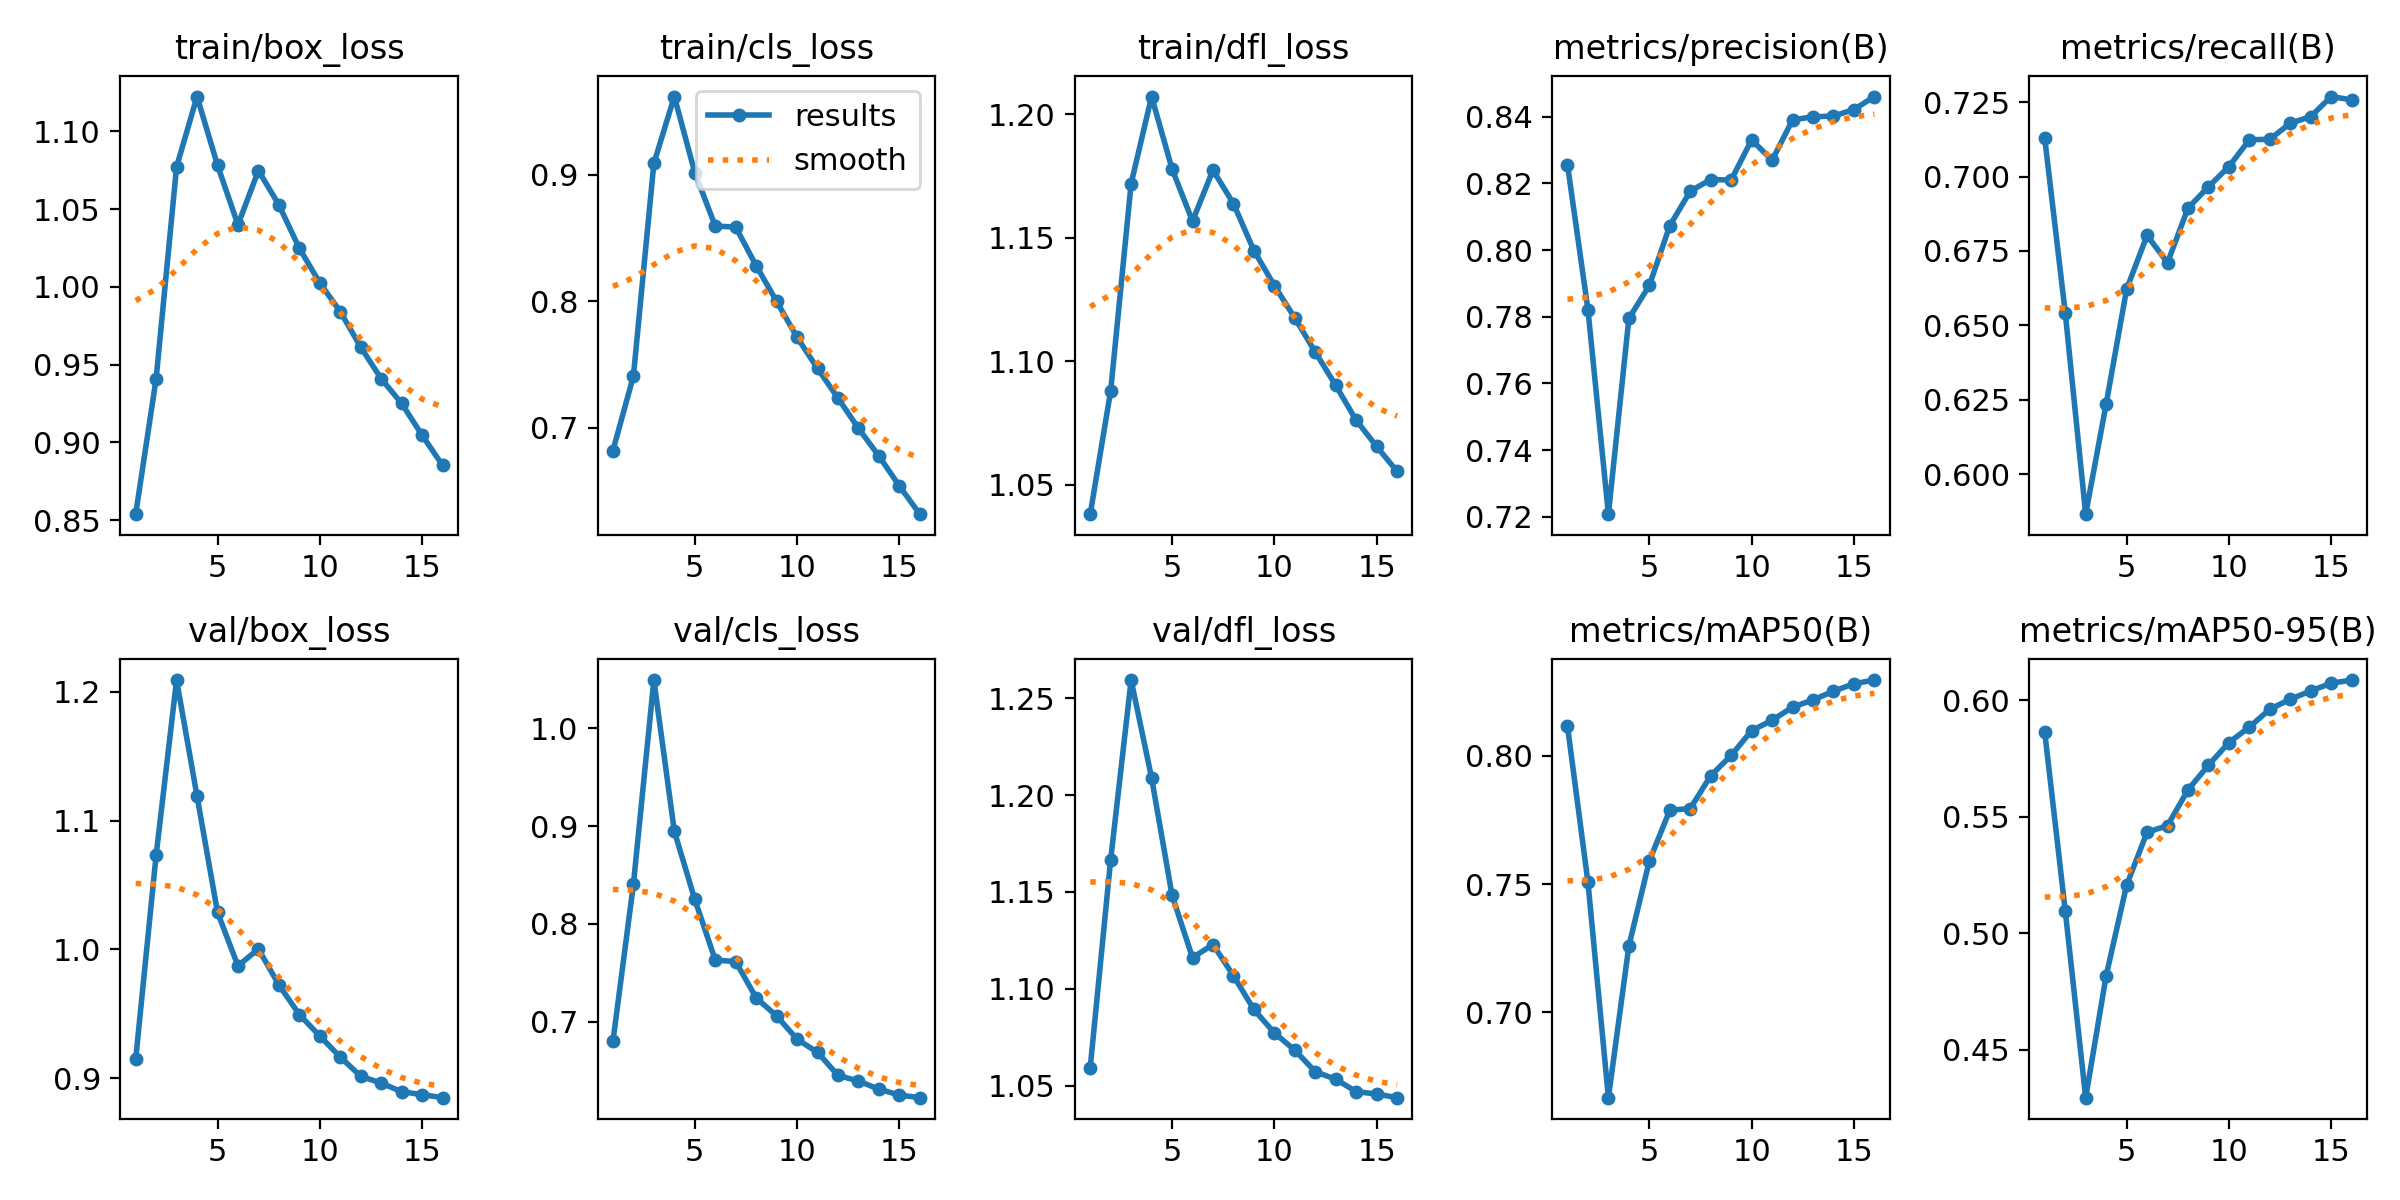 train/box_loss
1.10
1.05
1.00
0.95
0.90
0.85
5 10 15
train/cls_loss
results
smooth
0.9
0.8
0.7
5 10 15
train/dfl_loss
1.20
1.15
1.10
1.05
5 10 15
metrics/precision(B)
0.84
0.82
0.80
0.78
0.76
0.74
0.72
5 10 15
metrics/recall(B)
0.725
0.700
0.675
0.650
0.625
0.600
5 10 15
val/box_loss
1.2
1.1
1.0
0.9
5 10 15
val/cls_loss
1.0
0.9
0.8
0.7
5 10 15
val/dfl_loss
1.25
1.20
1.15
1.10
1.05
5 10 15
metrics/mAP50(B)
0.80
0.75
0.70
5 10 15
metrics/mAP50-95(B)
0.60
0.55
0.50
0.45
5 10 15